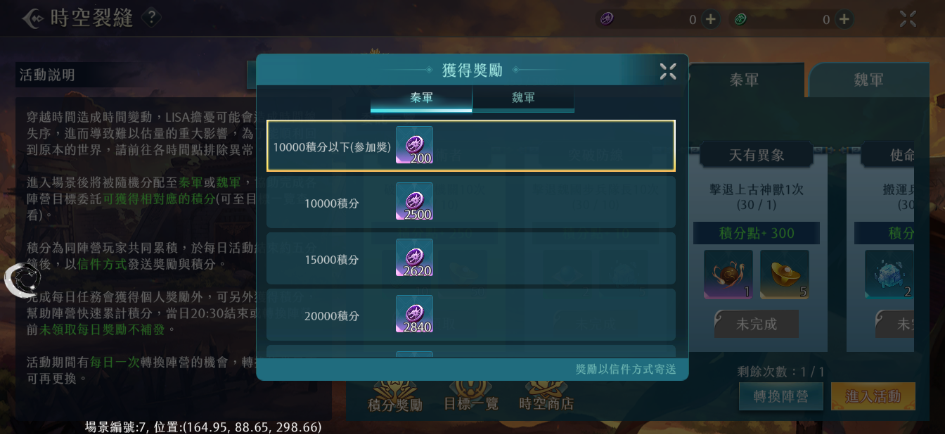 時空裂縫 ?
0 +
0 +
活動說明
穿越時間造成時間變動，LISA擔憂可能會
失序，進而導致難以估量的重大影響，為
到原本的世界，請前往各時間點排除異常
進入場景後將被隨機分配至秦軍或魏軍，
陣營目標委託可獲得相對應的積分(可至目
看)。
積分為同陣營玩家共同累積，於每日活動
鐘後，以信件方式發送獎勵與積分。
完成每日任務會獲得個人獎勵外，可另外
幫助陣營快速累計積分，當日20:30結束或
前未領取每日獎勵不補發。
活動期間有每日一次轉換陣營的機會，轉
可再更換。
獲得獎勵
秦軍
魏軍
10000積分以下(參加獎)
200
10000積分
2500
15000積分
2620
20000積分
2840
獎勵以信件方式寄送
秦軍
魏軍
天有異象
擊退上古神獸1次
(30 / 1)
積分點+ 300
1
5
未完成
使命
搬運
(30
積分
2
未
剩餘次數：1 / 1
轉換陣營
進入活動
積分獎勵
目標一覽
時空商店
場景編號:7, 位置:(164.95, 88.65, 298.66)